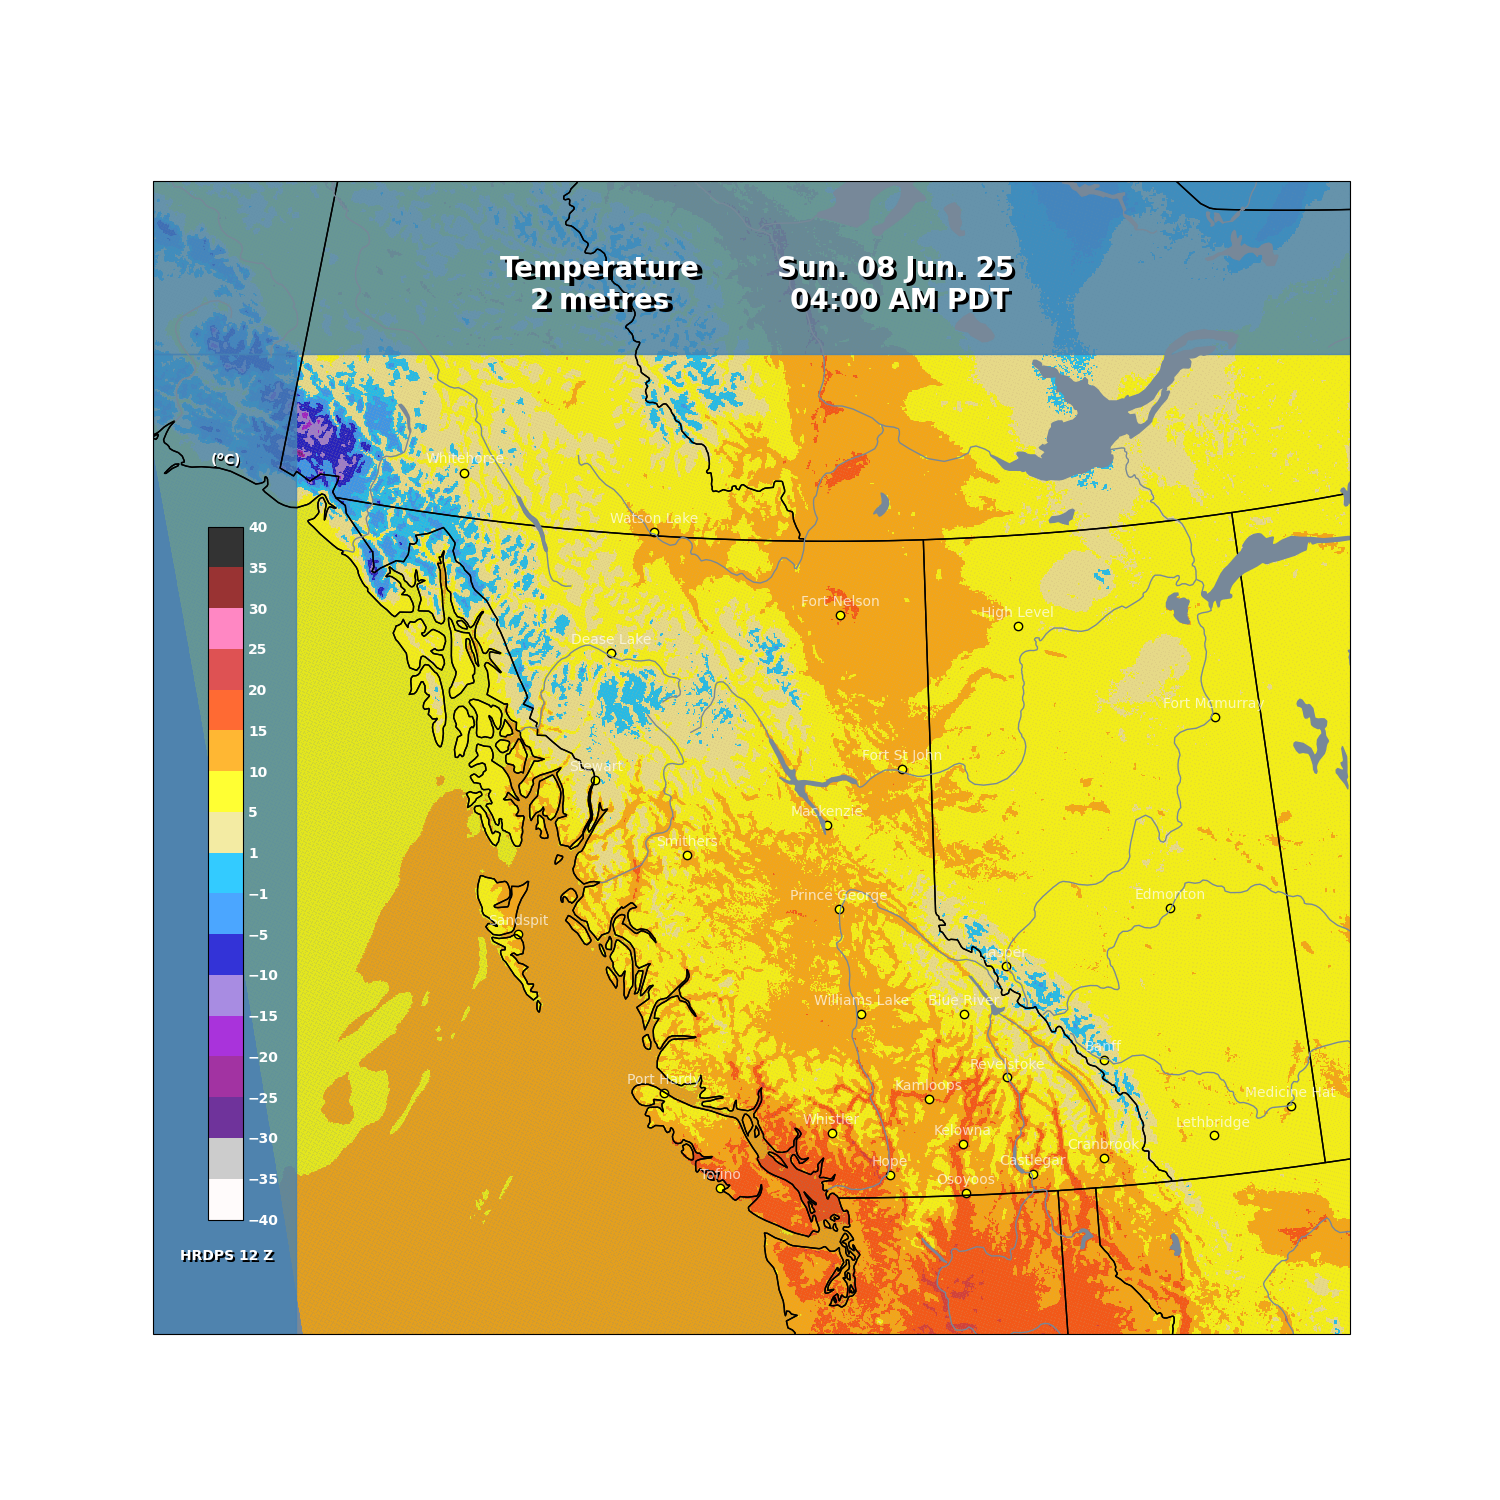 Temperature
2 metres
Sun. 08 Jun. 25
04:00 AM PDT
(°C)
40
35
30
25
20
15
10
5
1
−1
−5
−10
−15
−20
−25
−30
−35
−40
HRDPS 12 Z
Whitehorse
Watson Lake
Fort Nelson
High Level
Dease Lake
Fort Mcmurray
Fort St John
Stewart
Mackenzie
Smithers
Prince George
Edmonton
Sandspit
Jasper
Williams Lake
Blue River
Banff
Revelstoke
Port Hardy
Kamloops
Medicine Hat
Whistler
Kelowna
Lethbridge
Cranbrook
Hope
Castlegar
Tofino
Osoyoos